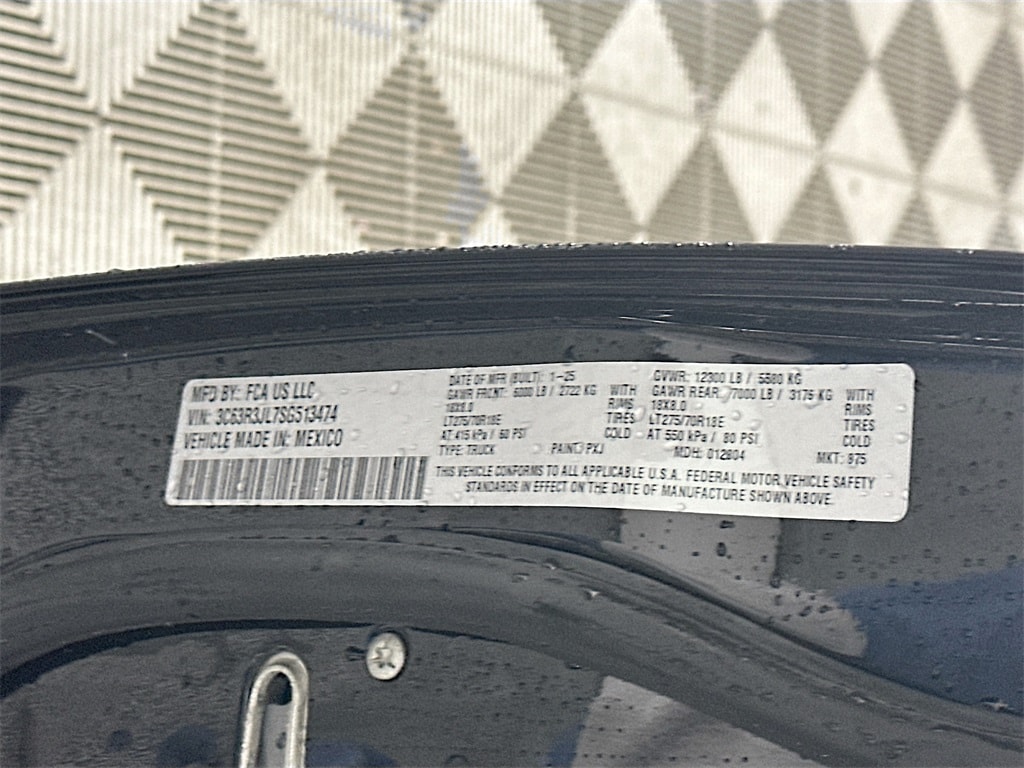 MFD BY: FCA US LLC
VIN: 3C63R3JL7SG513474
VEHICLE MADE IN: MEXICO
DATE OF MFR (BUILT): 1-25
GAWR FRONT: 6000 LB / 2722 KG WITH
18X8.0 RIMS
LT275/70R18E TIRES
AT 415 kPa / 60 PSI COLD
TYPE: TRUCK PAINT: PXJ
GVWR: 12300 LB / 5580 KG
GAWR REAR: 7000 LB / 3175 KG WITH
18X8.0 RIMS
LT275/70R18E TIRES
AT 550 kPa / 80 PSI COLD
MDH: 012804 MKT: 975
THIS VEHICLE CONFORMS TO ALL APPLICABLE U.S.A. FEDERAL MOTOR VEHICLE SAFETY
STANDARDS IN EFFECT ON THE DATE OF MANUFACTURE SHOWN ABOVE.